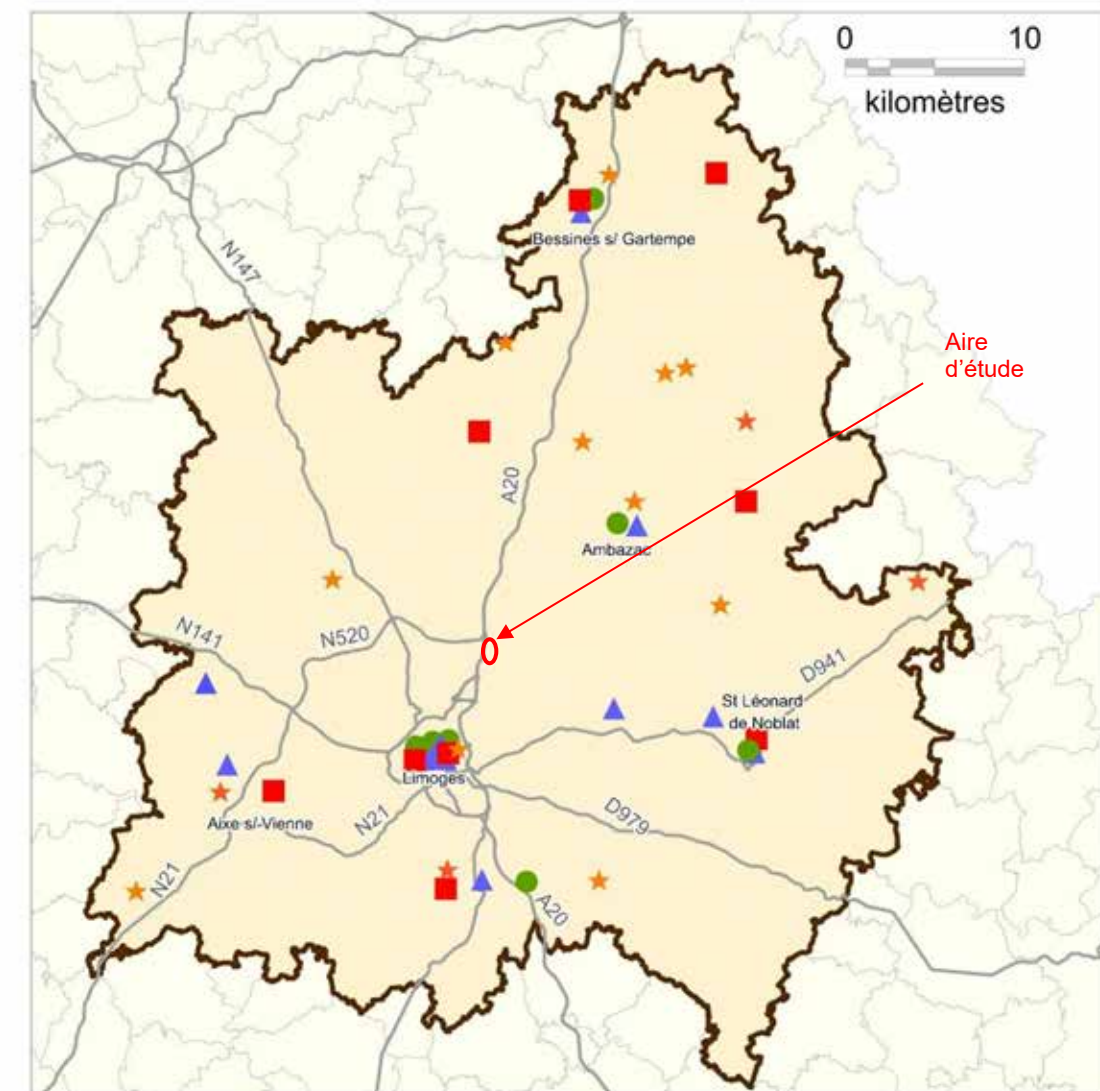 0 10
kilomètres
N147
Bessines s/ Gartempe
Aire
d'étude
A20
Ambazac
N141
N520
D941
St Léonard
de Noblat
Limoges
Aixe s/-Vienne
N21
D979
N21
A20